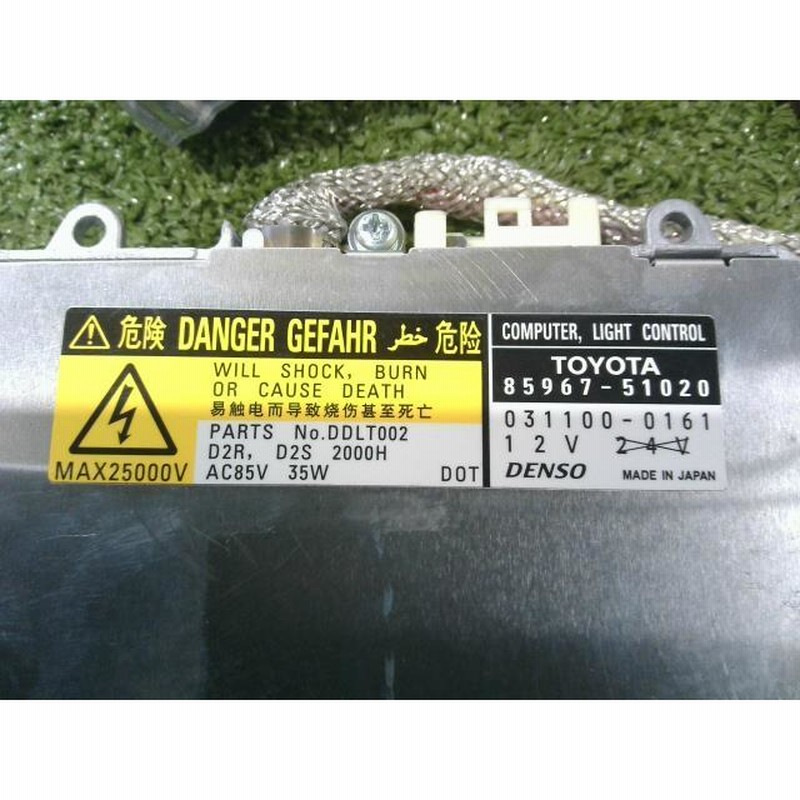 危険 DANGER GEFAHR خطر 危险
WILL SHOCK, BURN
OR CAUSE DEATH
易触电而导致烧伤甚至死亡
MAX25000V
PARTS No.DDLT002
D2R, D2S 2000H
AC85V 35W DOT
COMPUTER, LIGHT CONTROL
TOYOTA
85967-51020
031100-0161
12V 24V
DENSO MADE IN JAPAN